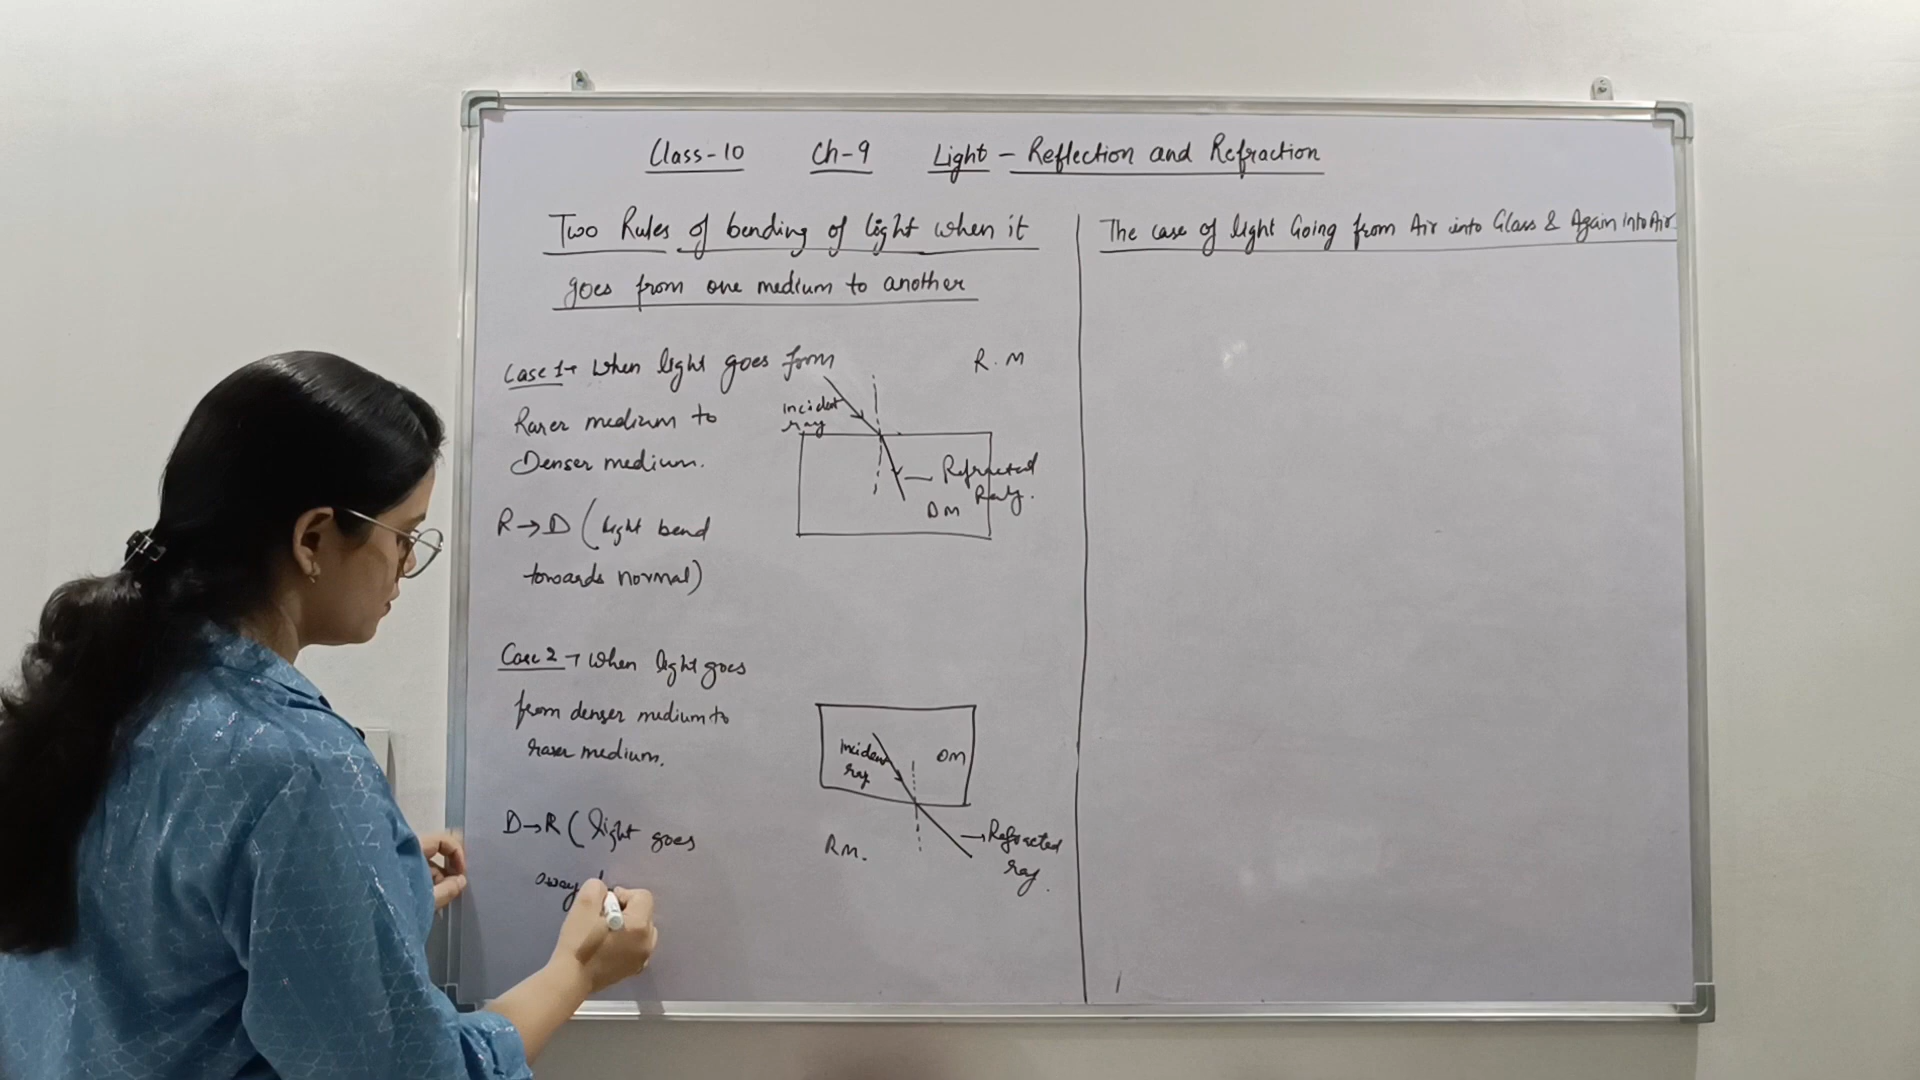 Class-10 Ch-9 Light - Reflection and Refraction
Two Rules of bending of light when it
goes from one medium to another
Case 1→ When light goes form
Rarer medium to
Denser medium.
R→D (light bend
towards normal)
R.M
Incident
ray
Refracted
Ray.
DM
Case 2→ When light goes
from denser medium to
rarer medium.
D→R (light goes
away
Incident
ray
DM
RM.
→Refracted
ray.
The case of light Going from Air into Glass & Again Into Air